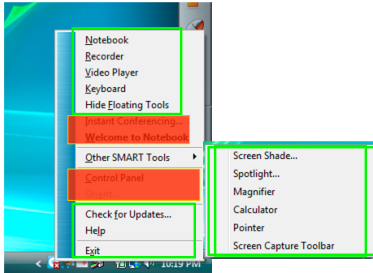 Notebook
Recorder
Video Player
Keyboard
Hide Floating Tools
Instant Conferencing...
Welcome to Notebook
Other SMART Tools
Control Panel
Orient...
Check for Updates...
Help
Exit
Screen Shade...
Spotlight...
Magnifier
Calculator
Pointer
Screen Capture Toolbar
10:19 PM